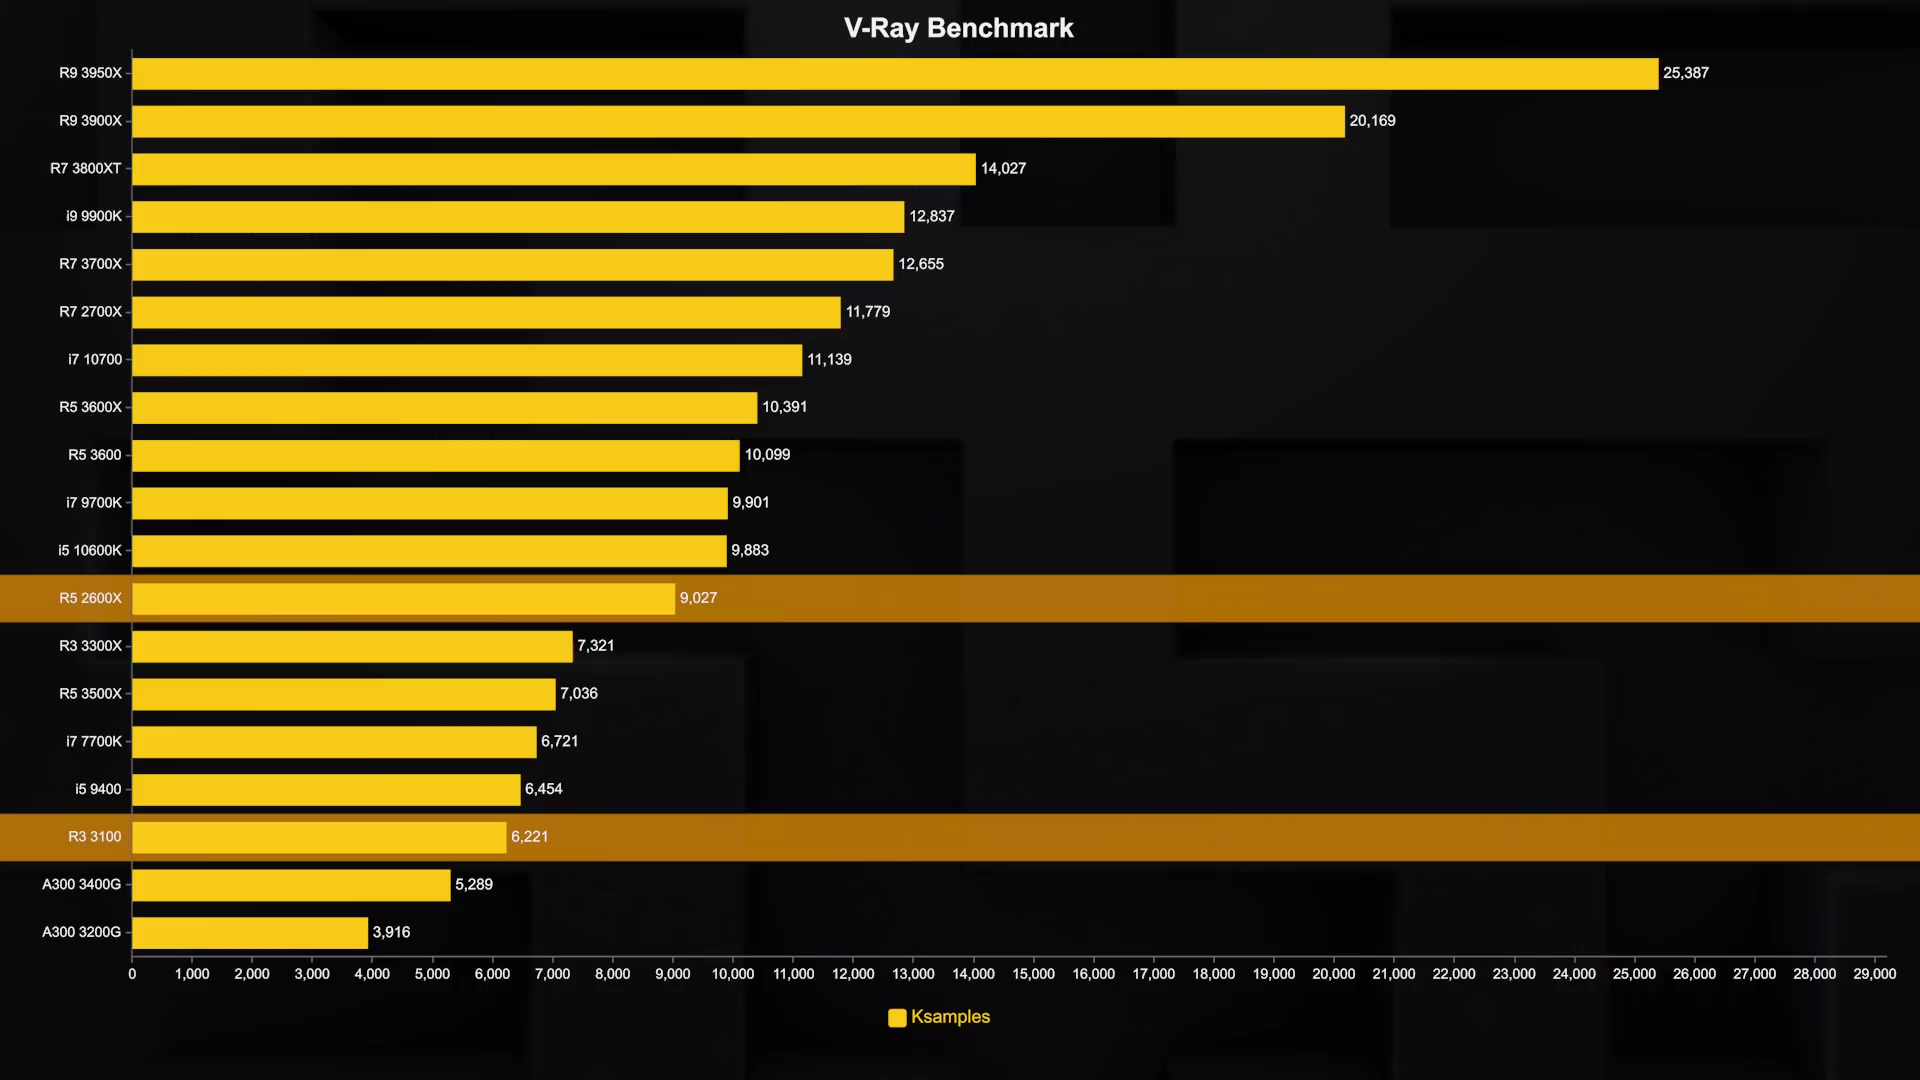 V-Ray Benchmark
R9 3950X 25,387
R9 3900X 20,169
R7 3800XT 14,027
i9 9900K 12,837
R7 3700X 12,655
R7 2700X 11,779
i7 10700 11,139
R5 3600X 10,391
R5 3600 10,099
i7 9700K 9,901
i5 10600K 9,883
R5 2600X 9,027
R3 3300X 7,321
R5 3500X 7,036
i7 7700K 6,721
i5 9400 6,454
R3 3100 6,221
A300 3400G 5,289
A300 3200G 3,916
0 1,000 2,000 3,000 4,000 5,000 6,000 7,000 8,000 9,000 10,000 11,000 12,000 13,000 14,000 15,000 16,000 17,000 18,000 19,000 20,000 21,000 22,000 23,000 24,000 25,000 26,000 27,000 28,000 29,000
Ksamples